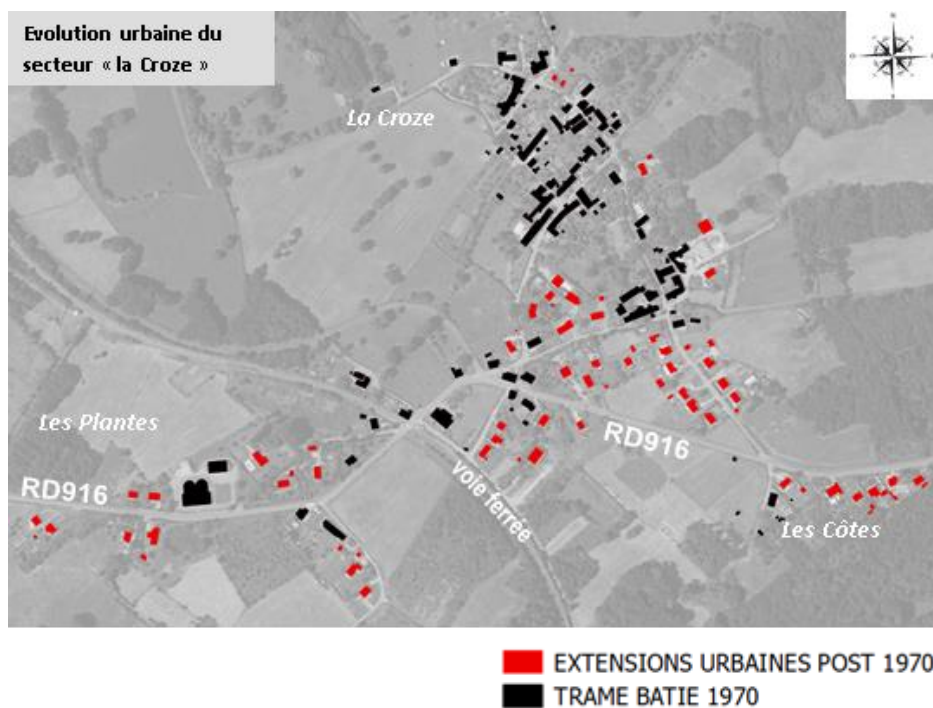 Evolution urbaine du
secteur « la Croze »
La Croze
Les Plantes
RD916
RD916
voie ferrée
Les Côtes
EXTENSIONS URBAINES POST 1970
TRAME BATIE 1970